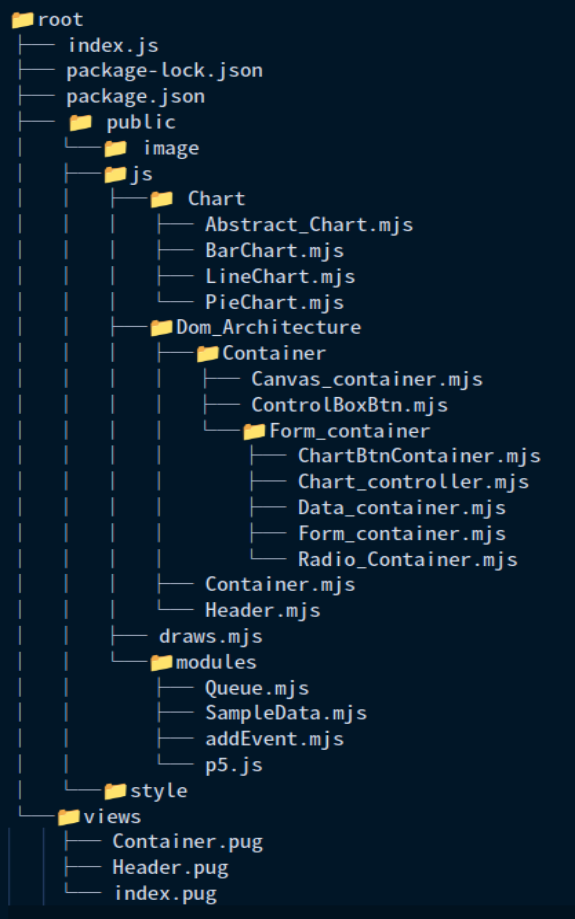 root
index.js
package-lock.json
package.json
public
image
js
Chart
Abstract_Chart.mjs
BarChart.mjs
LineChart.mjs
PieChart.mjs
Dom_Architecture
Container
Canvas_container.mjs
ControlBoxBtn.mjs
Form_container
ChartBtnContainer.mjs
Chart_controller.mjs
Data_container.mjs
Form_container.mjs
Radio_Container.mjs
Container.mjs
Header.mjs
draws.mjs
modules
Queue.mjs
SampleData.mjs
addEvent.mjs
p5.js
style
views
Container.pug
Header.pug
index.pug